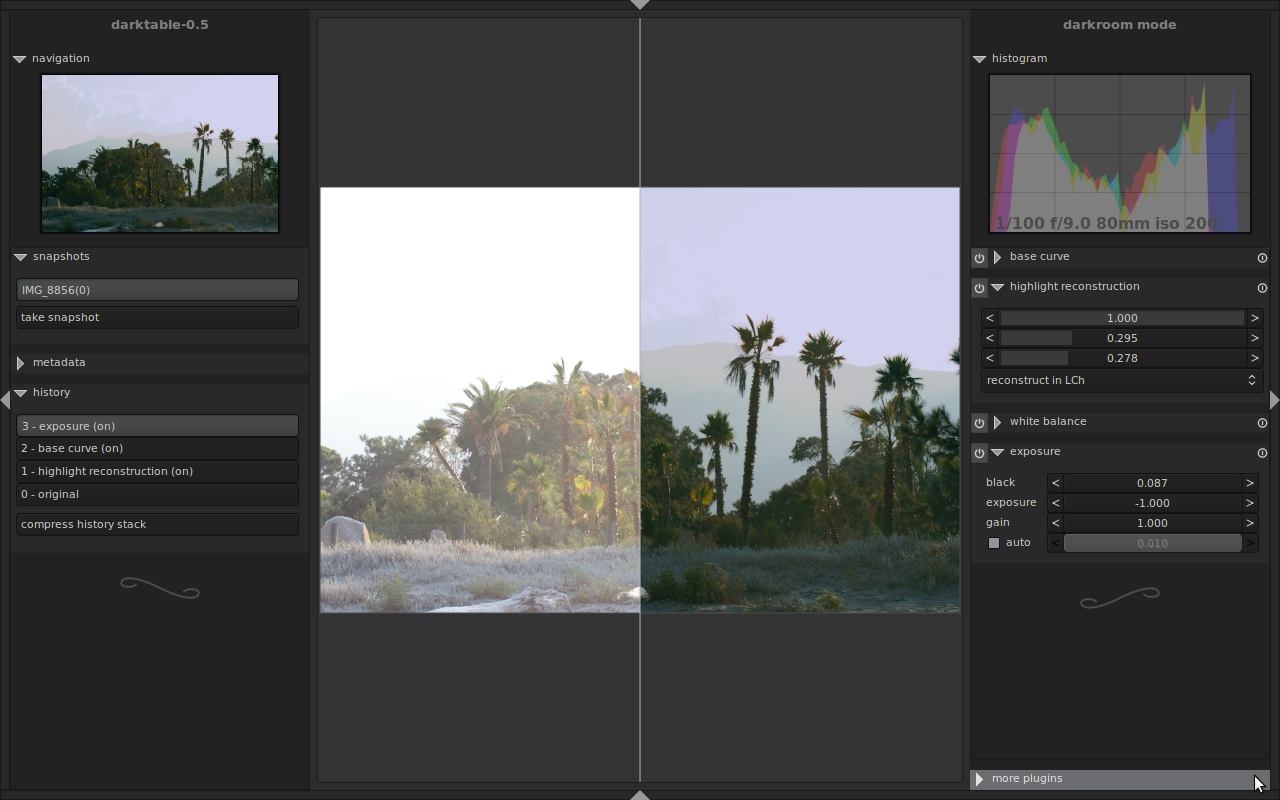 darktable-0.5
navigation
snapshots
IMG_8856(0)
take snapshot
metadata
history
3 - exposure (on)
2 - base curve (on)
1 - highlight reconstruction (on)
0 - original
compress history stack
darkroom mode
histogram
1/100 f/9.0 80mm iso 200
base curve
highlight reconstruction
< 1.000 >
< 0.295 >
< 0.278 >
reconstruct in LCh
white balance
exposure
black < 0.087 >
exposure < -1.000 >
gain < 1.000 >
auto < 0.010 >
more plugins